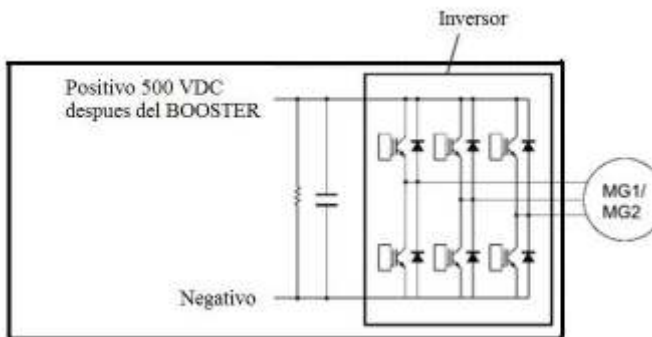 Inversor
Positivo 500 VDC
despues del BOOSTER
MG1/
MG2
Negativo